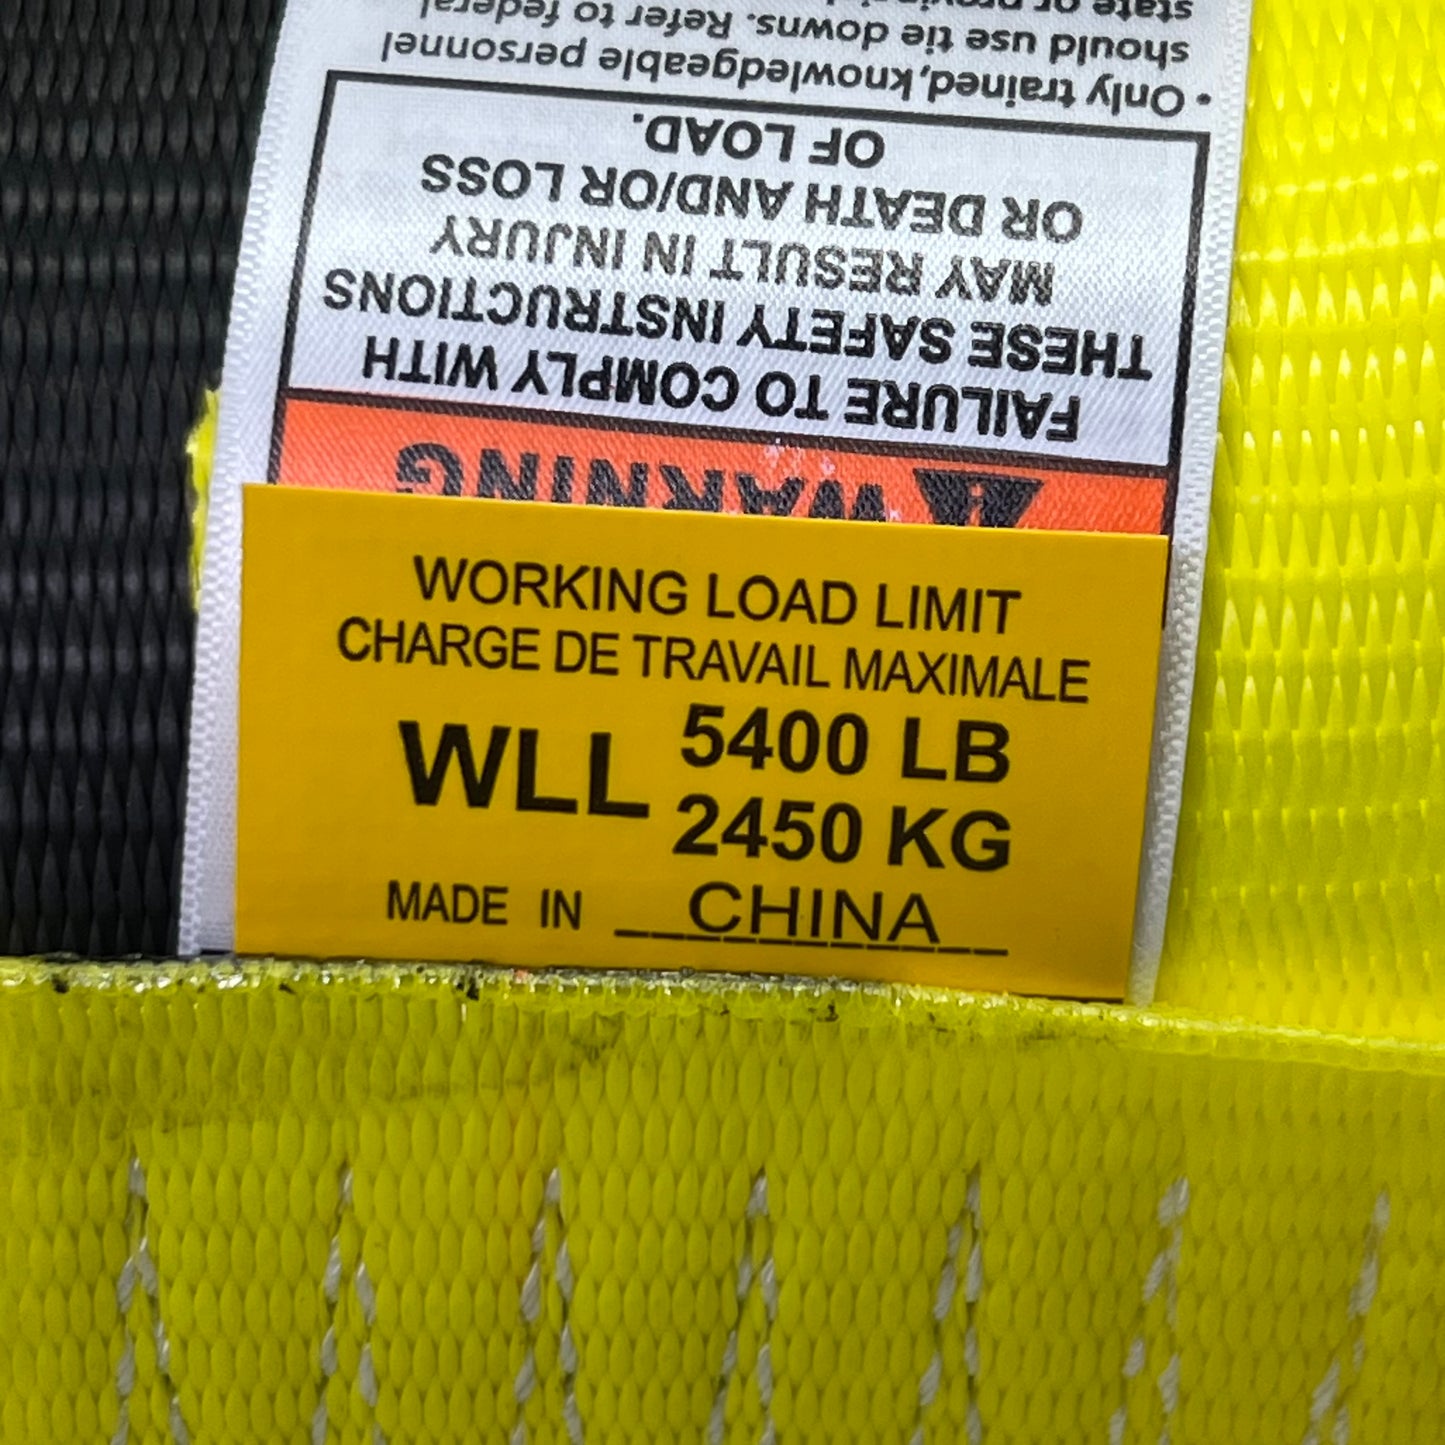 WORKING LOAD LIMIT
CHARGE DE TRAVAIL MAXIMALE
WLL 5400 LB
2450 KG
MADE IN CHINA
WARNING
FAILURE TO COMPLY WITH
THESE SAFETY INSTRUCTIONS
MAY RESULT IN INJURY
OR DEATH AND/OR LOSS
OF LOAD.
• Only trained, knowledgeable personnel
should use tie downs. Refer to federal
state or